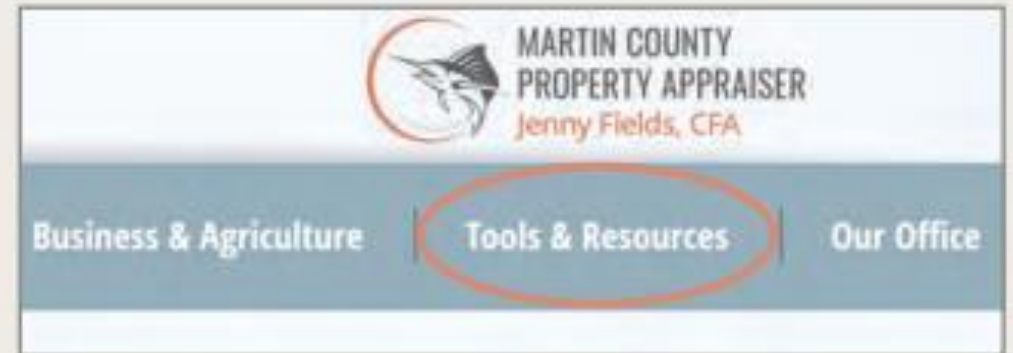 MARTIN COUNTY
PROPERTY APPRAISER
Jenny Fields, CFA
Business & Agriculture | Tools & Resources | Our Office